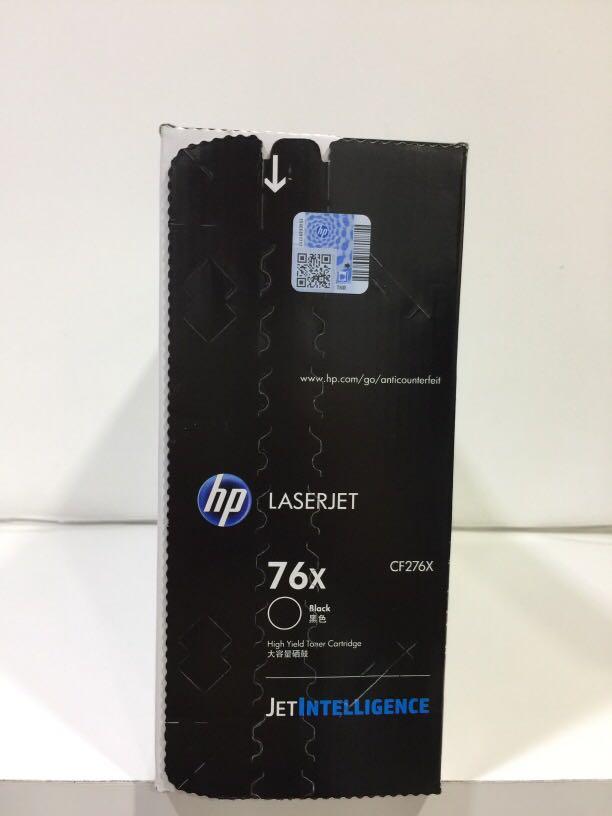 hp
www.hp.com/go/anticounterfeit
hp LASERJET
76X
CF276X
Black
黑色
High Yield Toner Cartridge
大容量硒鼓
JETINTELLIGENCE